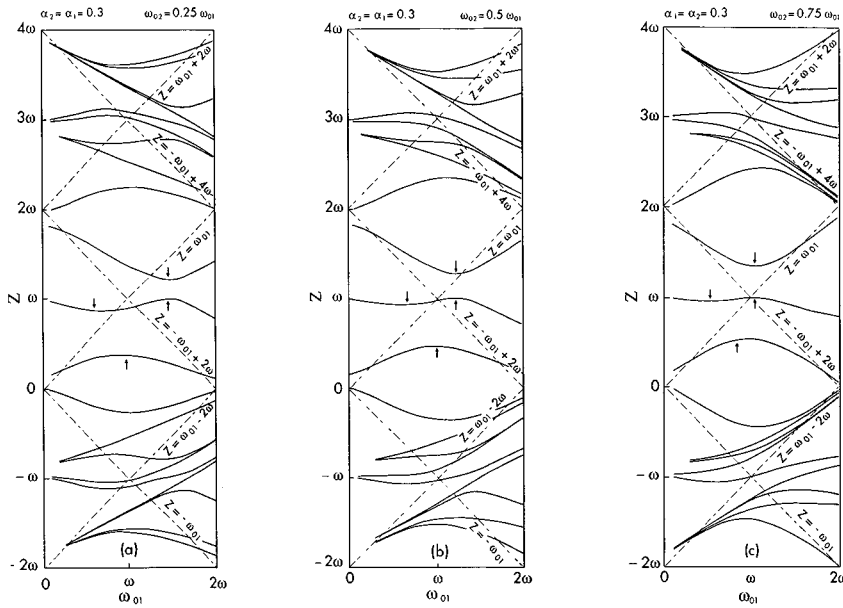 α₂ = α₁ = 0.3 ω₀₂ = 0.25 ω₀₁
4ω
3ω
2ω
Z
ω
0
-ω
-2ω
0 ω 2ω
ω₀₁
Z = ω₀₁ + 2ω
Z = -ω₀₁ + 4ω
Z = ω₀₁
Z = -ω₀₁ + 2ω
Z = ω₀₁ - 2ω
Z = -ω₀₁
(a)
α₁ = α₂ = 0.3 ω₀₂ = 0.5 ω₀₁
4ω
3ω
2ω
Z
ω
0
-ω
-2ω
0 ω 2ω
ω₀₁
Z = ω₀₁ + 2ω
Z = -ω₀₁ + 4ω
Z = ω₀₁
Z = -ω₀₁ + 2ω
Z = ω₀₁ - 2ω
Z = -ω₀₁
(b)
α₁ = α₂ = 0.3 ω₀₂ = 0.75 ω₀₁
4ω
3ω
2ω
Z
ω
0
-ω
-2ω
0 ω 2ω
ω₀₁
Z = ω₀₁ + 2ω
Z = -ω₀₁ + 4ω
Z = ω₀₁
Z = -ω₀₁ + 2ω
Z = ω₀₁ - 2ω
Z = -ω₀₁
(c)